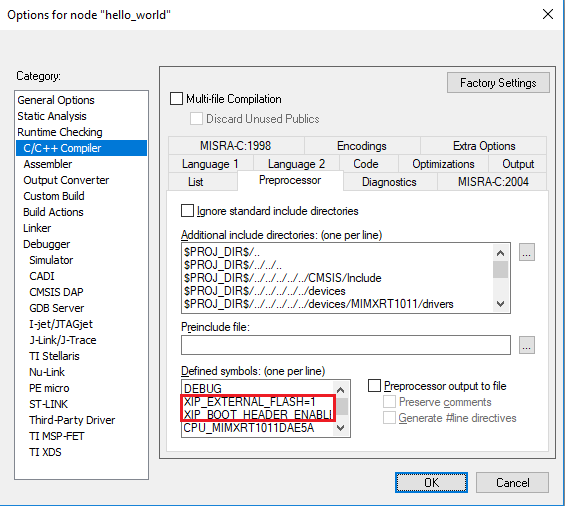 Options for node "hello_world"
Category:
General Options
Static Analysis
Runtime Checking
C/C++ Compiler
Assembler
Output Converter
Custom Build
Build Actions
Linker
Debugger
Simulator
CADI
CMSIS DAP
GDB Server
I-jet/JTAGjet
J-Link/J-Trace
TI Stellaris
Nu-Link
PE micro
ST-LINK
Third-Party Driver
TI MSP-FET
TI XDS
Factory Settings
Multi-file Compilation
Discard Unused Publics
MISRA-C:1998 Encodings Extra Options
Language 1 Language 2 Code Optimizations Output
List Preprocessor Diagnostics MISRA-C:2004
Ignore standard include directories
Additional include directories: (one per line)
$PROJ_DIR$/..
$PROJ_DIR$/../../..
$PROJ_DIR$/../../../../../CMSIS/Include
$PROJ_DIR$/../../../../../devices
$PROJ_DIR$/../../../../../devices/MIMXRT1011/drivers
...
Preinclude file:
...
Defined symbols: (one per line)
DEBUG
XIP_EXTERNAL_FLASH=1
XIP_BOOT_HEADER_ENABL
CPU_MIMXRT1011DAE5A
Preprocessor output to file
Preserve comments
Generate #line directives
OK Cancel